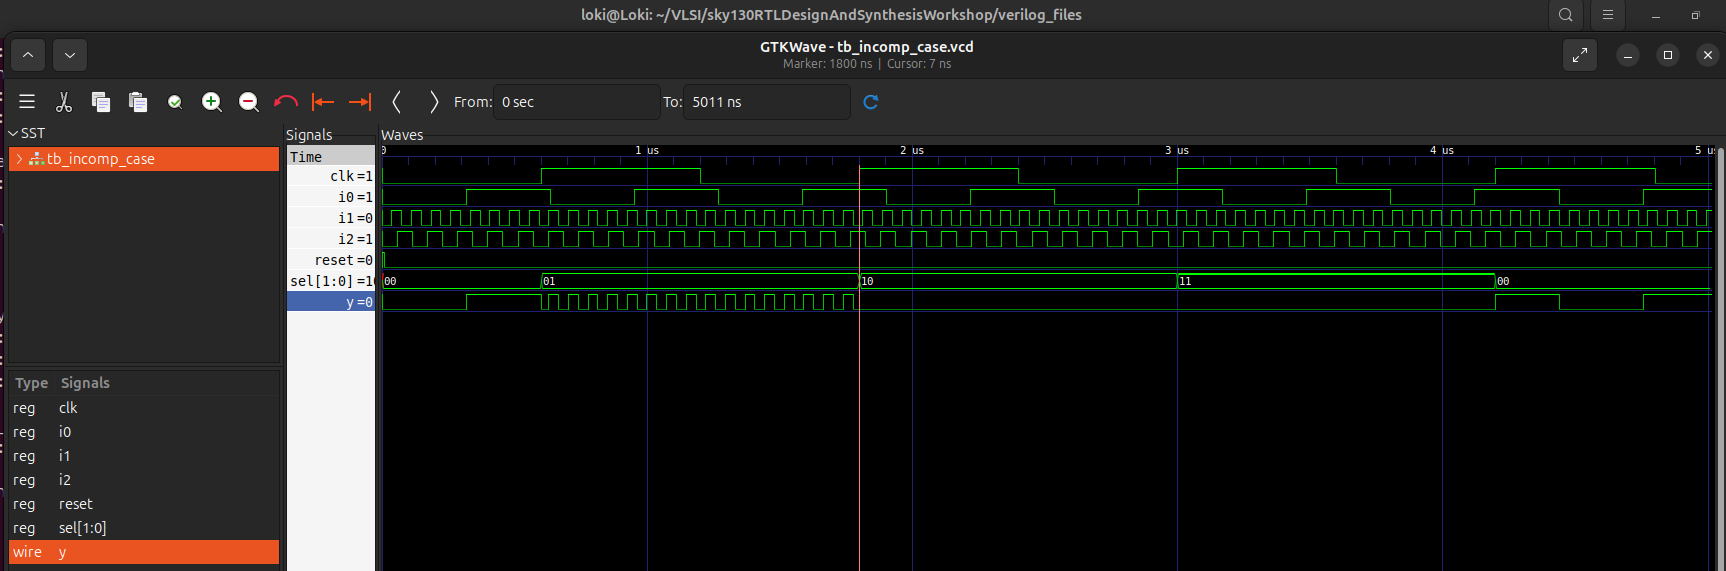 loki@Loki: ~/VLSI/sky130RTLDesignAndSynthesisWorkshop/verilog_files
GTKWave - tb_incomp_case.vcd
Marker: 1800 ns | Cursor: 7 ns
From: 0 sec To: 5011 ns
SST
tb_incomp_case
Type Signals
reg clk
reg i0
reg i1
reg i2
reg reset
reg sel[1:0]
wire y
Signals
Time
clk=1
i0=1
i1=0
i2=1
reset=0
sel[1:0]=10
y=0
Waves
0 1 us 2 us 3 us 4 us 5 us
00 01 10 11 00